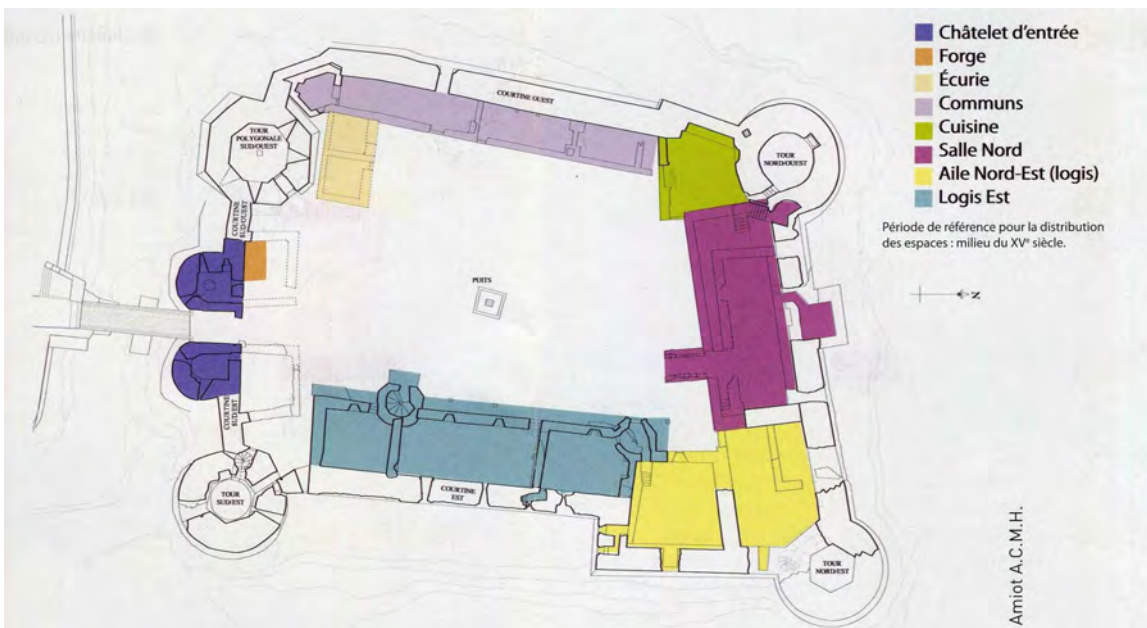 Châtelet d'entrée
Forge
Écurie
Communs
Cuisine
Salle Nord
Aile Nord-Est (logis)
Logis Est
Période de référence pour la distribution
des espaces : milieu du XVe siècle.
N
COURTINE OUEST
TOUR
POLYGONALE
SUD/OUEST
TOUR
NORD/OUEST
COURTINE
SUD/OUEST
PUITS
COURTINE
SUD/EST
TOUR
SUD/EST
COURTINE
EST
TOUR
NORD/EST
Amiot A.C.M.H.